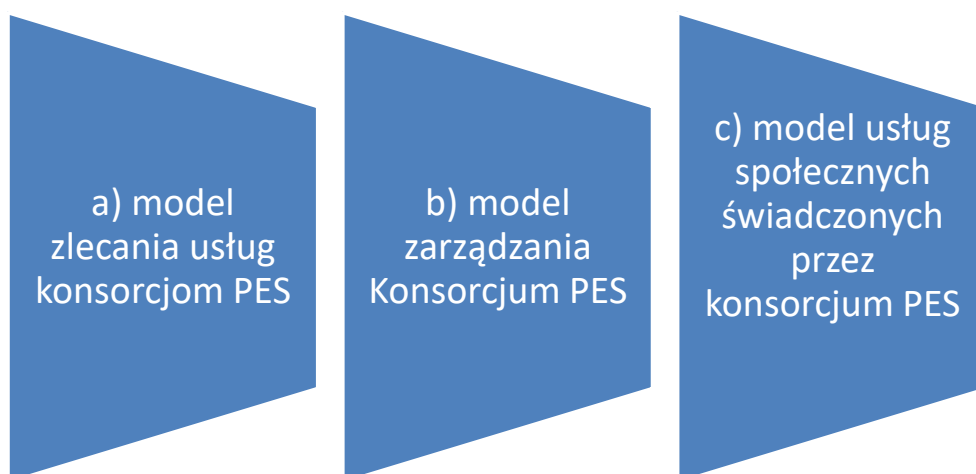 a) model
zlecania usług
konsorcjom PES
b) model
zarządzania
Konsorcjum PES
c) model usług
społecznych
świadczonych
przez
konsorcjum PES